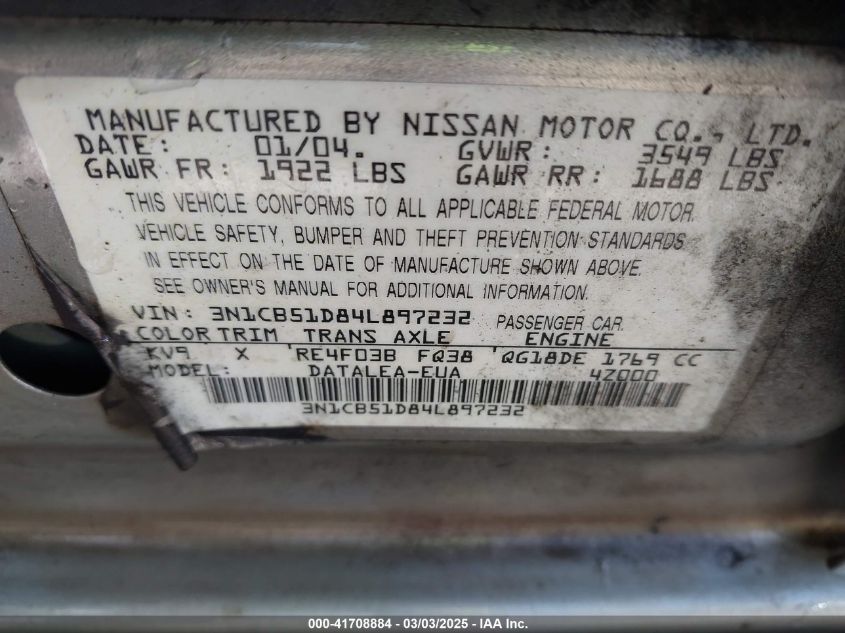 MANUFACTURED BY NISSAN MOTOR CO., LTD.
DATE: 01/04. GVWR: 3549 LBS
GAWR FR: 1922 LBS GAWR RR: 1688 LBS
THIS VEHICLE CONFORMS TO ALL APPLICABLE FEDERAL MOTOR
VEHICLE SAFETY, BUMPER AND THEFT PREVENTION STANDARDS
IN EFFECT ON THE DATE OF MANUFACTURE SHOWN ABOVE.
SEE OWNER'S MANUAL FOR ADDITIONAL INFORMATION.
VIN: 3N1CB51D84L897232 PASSENGER CAR
COLOR TRIM TRANS AXLE ENGINE
KV9 X RE4F03B FQ38 QG18DE 1769 CC
MODEL: DATALEA-EUA 4Z000
3N1CB51D84L897232
000-41708884 — 03/03/2025 — IAA Inc.